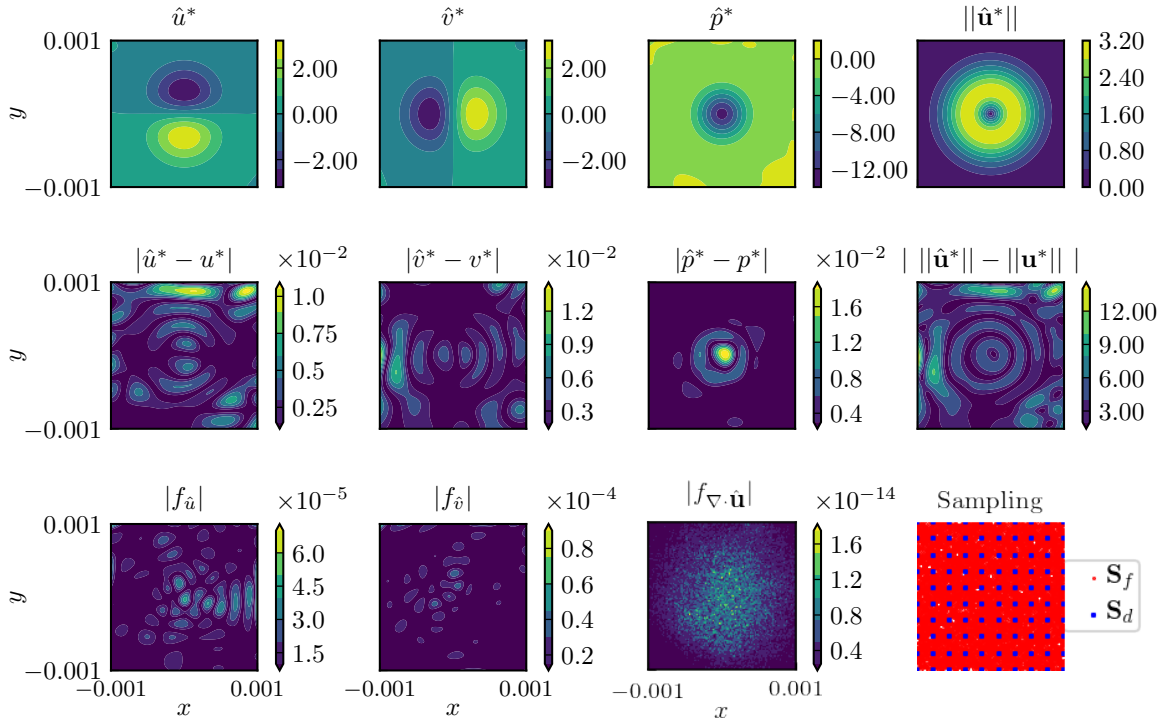 û* v̂* p̂* ||𝐮̂*||
y 0.001 −0.001
2.00 0.00 −2.00
2.00 0.00 −2.00
0.00 −4.00 −8.00 −12.00
3.20 2.40 1.60 0.80 0.00
|û* − u*| ×10⁻² |v̂* − v*| ×10⁻² |p̂* − p*| ×10⁻² | ||𝐮̂*|| − ||𝐮*|| |
y 0.001 −0.001
1.0 0.75 0.50 0.25
1.2 0.9 0.6 0.3
1.6 1.2 0.8 0.4
12.00 9.00 6.00 3.00
|f_û| ×10⁻⁵ |f_v̂| ×10⁻⁴ |f_∇·𝐮̂| ×10⁻¹⁴ Sampling
y 0.001 −0.001
6.0 4.5 3.0 1.5
0.8 0.6 0.4 0.2
1.6 1.2 0.8 0.4
𝐒_f
𝐒_d
−0.001 0.001 −0.001 0.001 −0.001 0.001
x x x